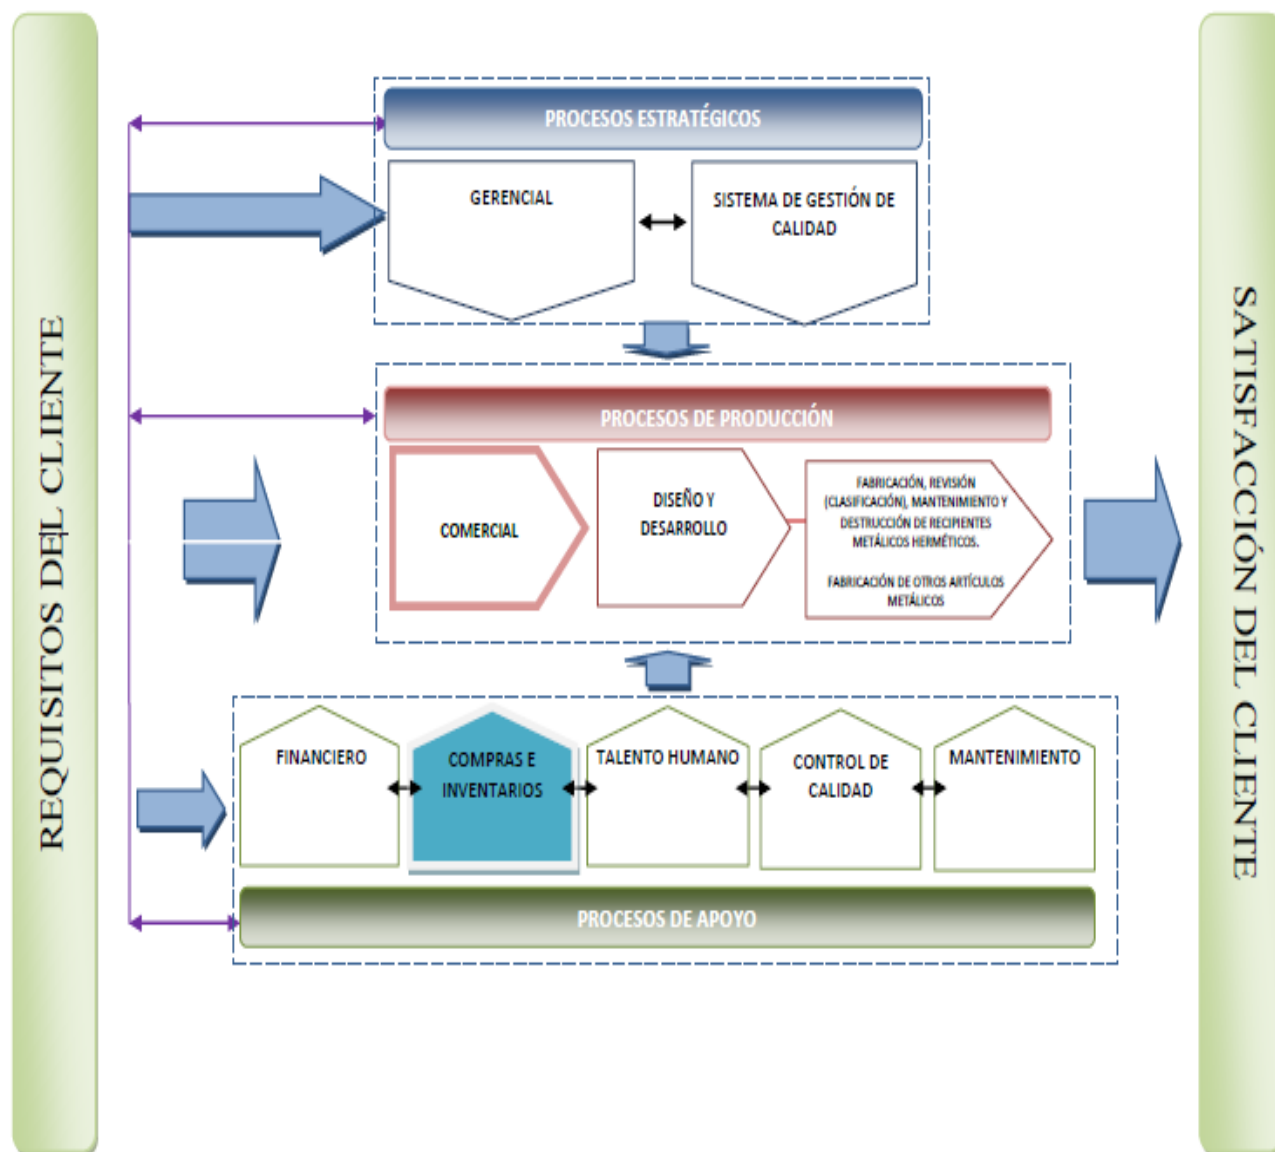 REQUISITOS DEL CLIENTE
PROCESOS ESTRATÉGICOS
GERENCIAL
SISTEMA DE GESTIÓN DE
CALIDAD
PROCESOS DE PRODUCCIÓN
COMERCIAL
DISEÑO Y
DESARROLLO
FABRICACIÓN, REVISIÓN
(CLASIFICACIÓN), MANTENIMIENTO Y
DESTRUCCIÓN DE RECIPIENTES
METÁLICOS HERMÉTICOS.
FABRICACIÓN DE OTROS ARTÍCULOS
METÁLICOS
FINANCIERO
COMPRAS E
INVENTARIOS
TALENTO HUMANO
CONTROL DE
CALIDAD
MANTENIMIENTO
PROCESOS DE APOYO
SATISFACCIÓN DEL CLIENTE